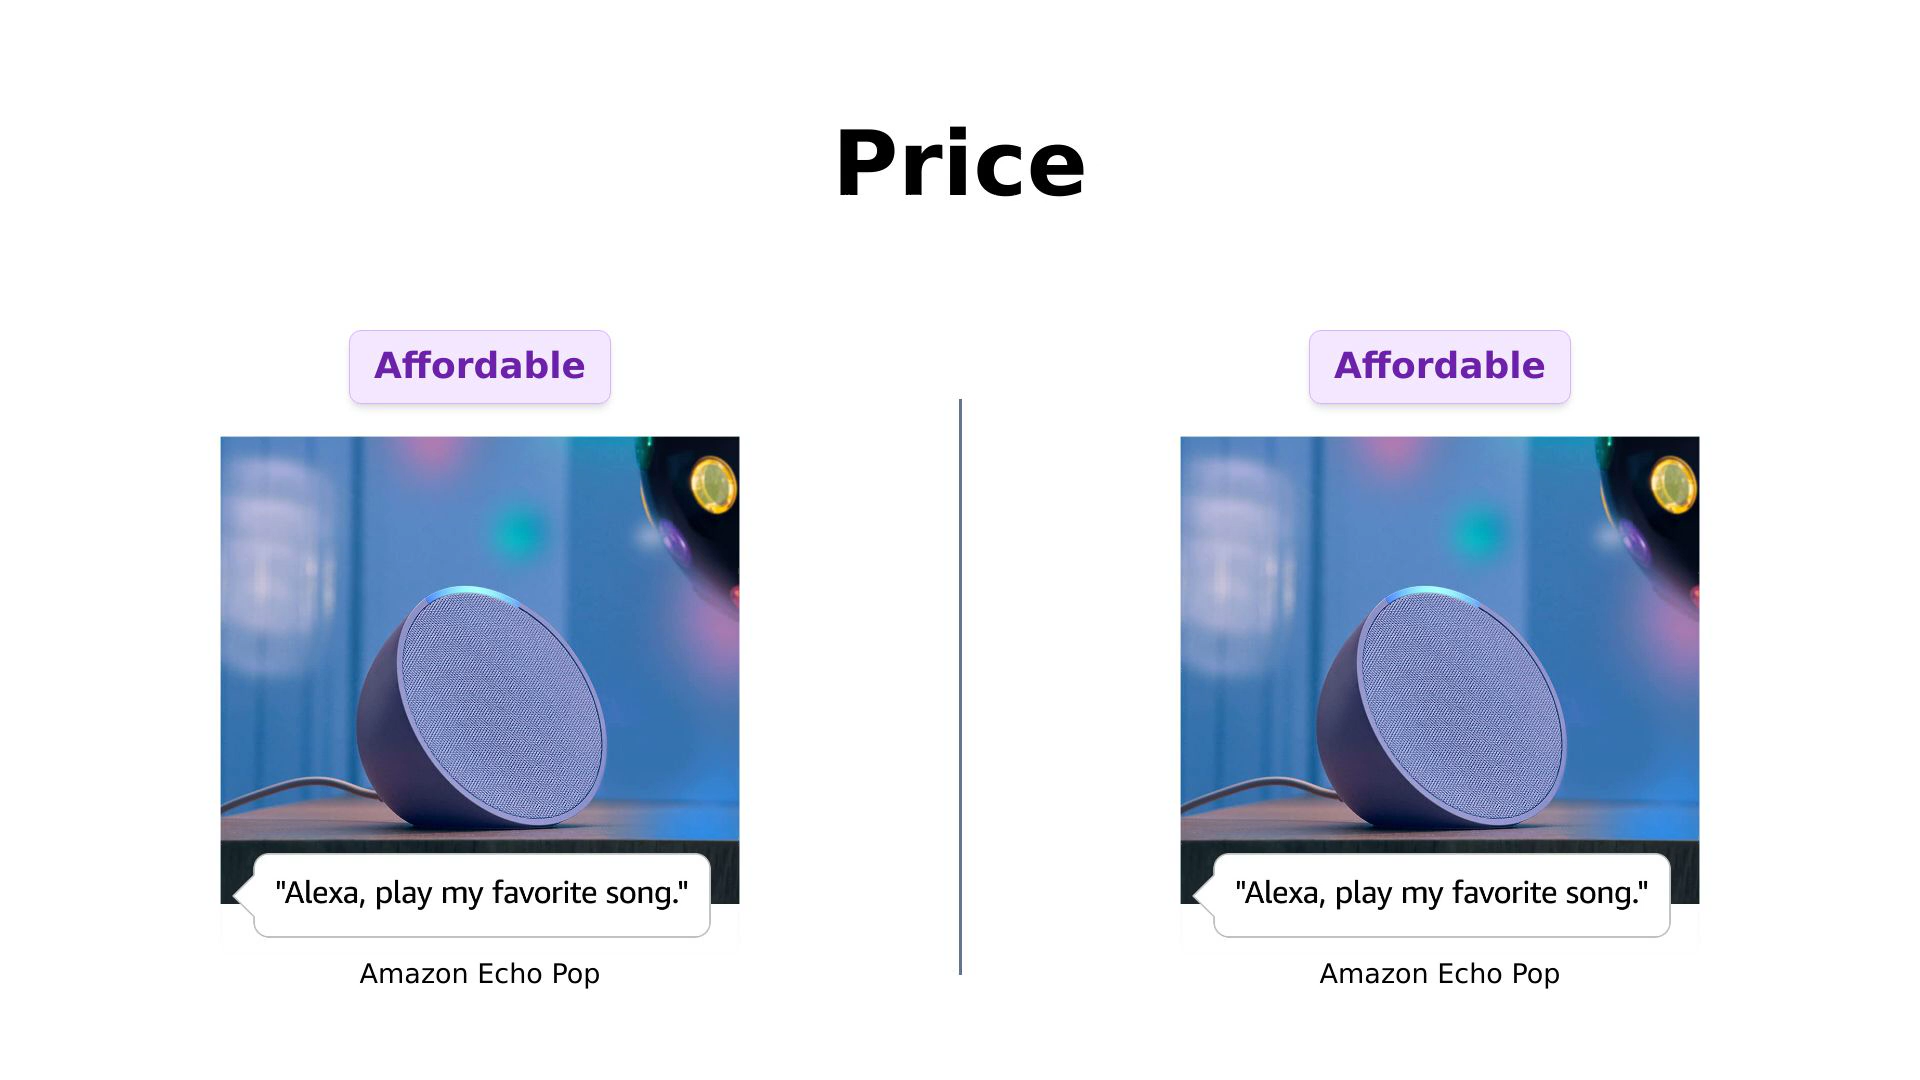 Price
Affordable
Affordable
"Alexa, play my favorite song."
"Alexa, play my favorite song."
Amazon Echo Pop
Amazon Echo Pop